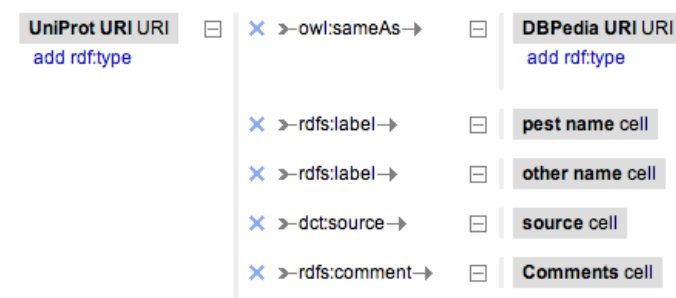 UniProt URI URI owl:sameAs DBPedia URI URI
add rdf:type add rdf:type
rdfs:label pest name cell
rdfs:label other name cell
dct:source source cell
rdfs:comment Comments cell